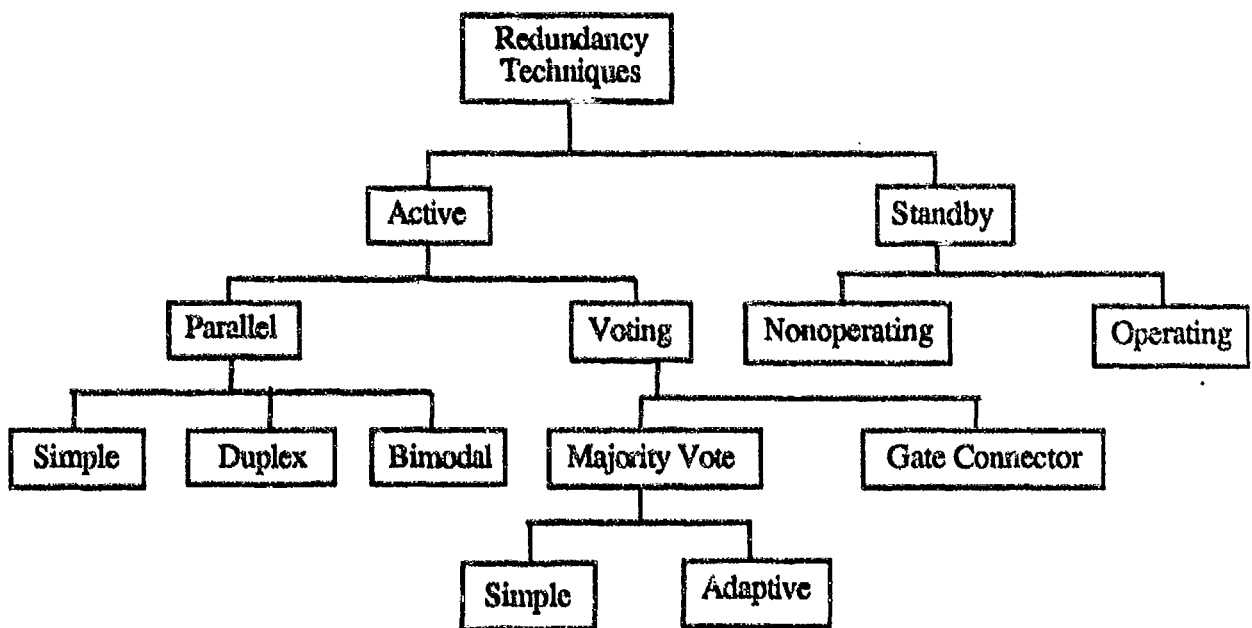 Redundancy
Techniques
Active
Standby
Parallel
Voting
Nonoperating
Operating
Simple
Duplex
Bimodal
Majority Vote
Gate Connector
Simple
Adaptive